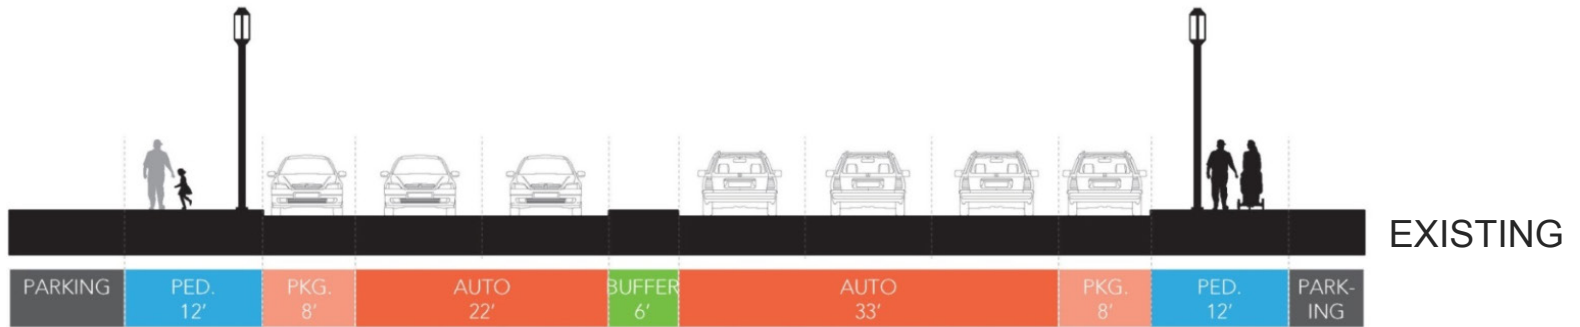 EXISTING
PARKING
PED.
12’
PKG.
8’
AUTO
22’
BUFFER
6’
AUTO
33’
PKG.
8’
PED.
12’
PARK-
ING